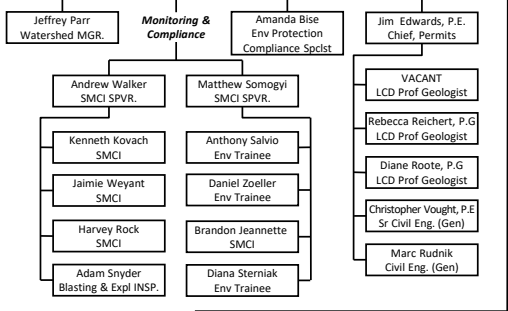 Jeffrey Parr
Watershed MGR.
Monitoring &
Compliance
Amanda Bise
Env Protection
Compliance Spclst
Jim Edwards, P.E.
Chief, Permits
Andrew Walker
SMCI SPVR.
Matthew Somogyi
SMCI SPVR.
VACANT
LCD Prof Geologist
Kenneth Kovach
SMCI
Anthony Salvio
Env Trainee
Rebecca Reichert, P.G
LCD Prof Geologist
Jaimie Weyant
SMCI
Daniel Zoeller
Env Trainee
Diane Roote, P.G
LCD Prof Geologist
Harvey Rock
SMCI
Brandon Jeannette
SMCI
Christopher Vought, P.E
Sr Civil Eng. (Gen)
Adam Snyder
Blasting & Expl INSP.
Diana Sterniak
Env Trainee
Marc Rudnik
Civil Eng. (Gen)